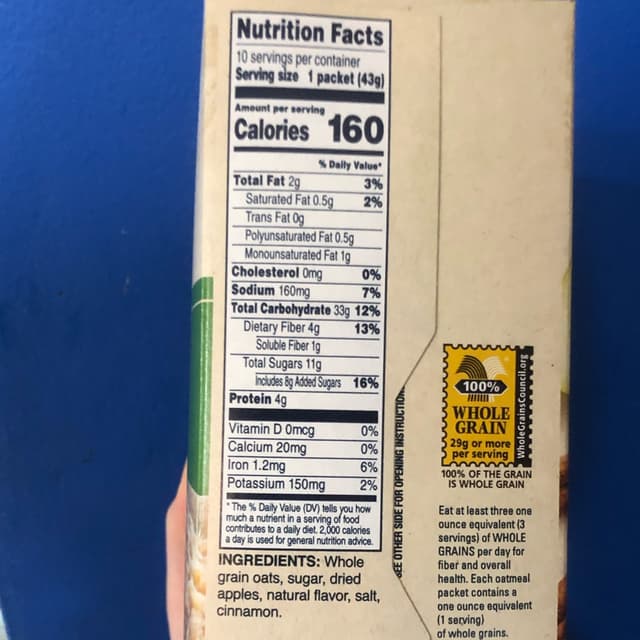 Nutrition Facts
10 servings per container
Serving size 1 packet (43g)
Amount per serving
Calories 160
% Daily Value*
Total Fat 2g 3%
Saturated Fat 0.5g 2%
Trans Fat 0g
Polyunsaturated Fat 0.5g
Monounsaturated Fat 1g
Cholesterol 0mg 0%
Sodium 160mg 7%
Total Carbohydrate 33g 12%
Dietary Fiber 4g 13%
Soluble Fiber 1g
Total Sugars 11g
Includes 8g Added Sugars 16%
Protein 4g
Vitamin D 0mcg 0%
Calcium 20mg 0%
Iron 1.2mg 6%
Potassium 150mg 2%
* The % Daily Value (DV) tells you how
much a nutrient in a serving of food
contributes to a daily diet. 2,000 calories
a day is used for general nutrition advice.
INGREDIENTS: Whole
grain oats, sugar, dried
apples, natural flavor, salt,
cinnamon.
SEE OTHER SIDE FOR OPENING INSTRUCTION
100%
WHOLE
GRAIN
29g or more
per serving
WholeGrainsCouncil.org
100% OF THE GRAIN
IS WHOLE GRAIN
Eat at least three one
ounce equivalent (3
servings) of WHOLE
GRAINS per day for
fiber and overall
health. Each oatmeal
packet contains a
one ounce equivalent
(1 serving)
of whole grains.